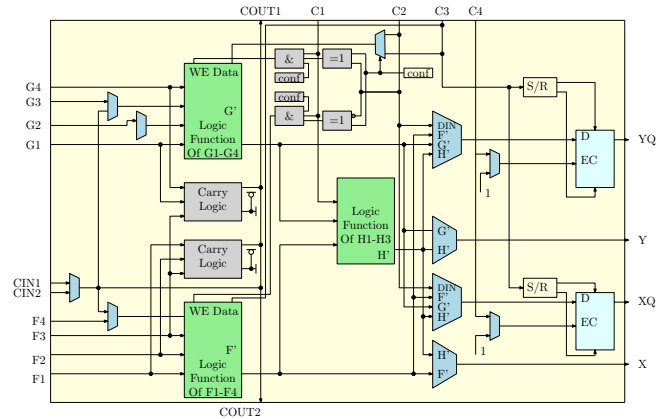 COUT1 C1 C2 C3 C4
WE Data
G'
Logic
Function
Of G1-G4
& =1
conf
conf
conf
& =1
G4
G3
G2
G1
S/R
DIN
F'
G'
H'
1
D
EC
YQ
Carry
Logic
Logic
Function
Of H1-H3
H'
G'
H'
Y
Carry
Logic
CIN1
CIN2
S/R
DIN
F'
G'
H'
1
D
EC
XQ
F4
F3
F2
F1
WE Data
F'
Logic
Function
Of F1-F4
H'
F'
X
COUT2